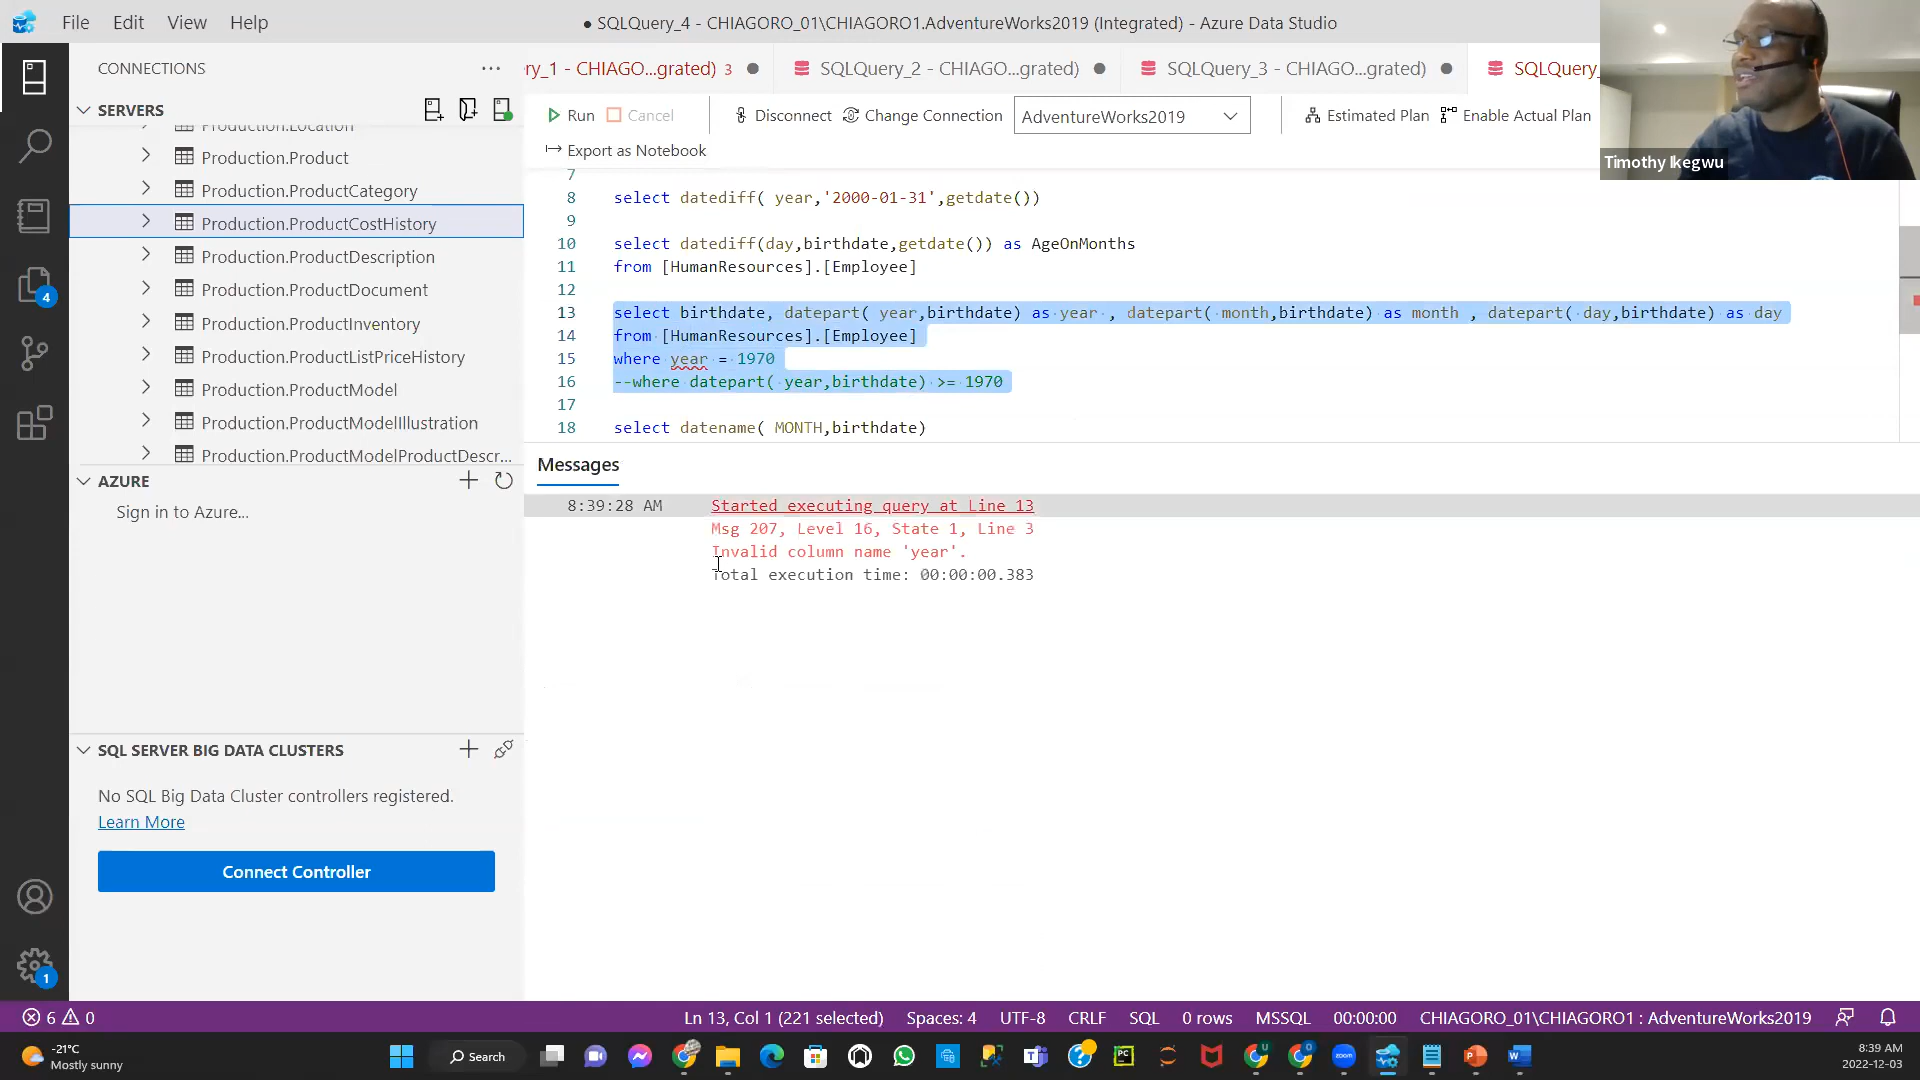 File Edit View Help
● SQLQuery_4 - CHIAGORO_01\CHIAGORO1.AdventureWorks2019 (Integrated) - Azure Data Studio
CONNECTIONS
SERVERS
Production.Location
Production.Product
Production.ProductCategory
Production.ProductCostHistory
Production.ProductDescription
Production.ProductDocument
Production.ProductInventory
Production.ProductListPriceHistory
Production.ProductModel
Production.ProductModelIllustration
Production.ProductModelProductDescr...
AZURE
Sign in to Azure...
SQL SERVER BIG DATA CLUSTERS
No SQL Big Data Cluster controllers registered.
Learn More
Connect Controller
4
1
ry_1 - CHIAGO...grated) 3
SQLQuery_2 - CHIAGO...grated)
SQLQuery_3 - CHIAGO...grated)
SQLQuery_
Run Cancel Disconnect Change Connection AdventureWorks2019 Estimated Plan Enable Actual Plan
Export as Notebook
Timothy Ikegwu
7
8 select datediff( year,'2000-01-31',getdate())
9
10 select datediff(day,birthdate,getdate()) as AgeOnMonths
11 from [HumanResources].[Employee]
12
13 select birthdate, datepart( year,birthdate) as year , datepart( month,birthdate) as month , datepart( day,birthdate) as day
14 from [HumanResources].[Employee]
15 where year = 1970
16 --where datepart( year,birthdate) >= 1970
17
18 select datename( MONTH,birthdate)
Messages
8:39:28 AM Started executing query at Line 13
Msg 207, Level 16, State 1, Line 3
Invalid column name 'year'.
Total execution time: 00:00:00.383
6 0
Ln 13, Col 1 (221 selected) Spaces: 4 UTF-8 CRLF SQL 0 rows MSSQL 00:00:00 CHIAGORO_01\CHIAGORO1 : AdventureWorks2019
-21°C
Mostly sunny
Search
PC
zoom
8:39 AM
2022-12-03